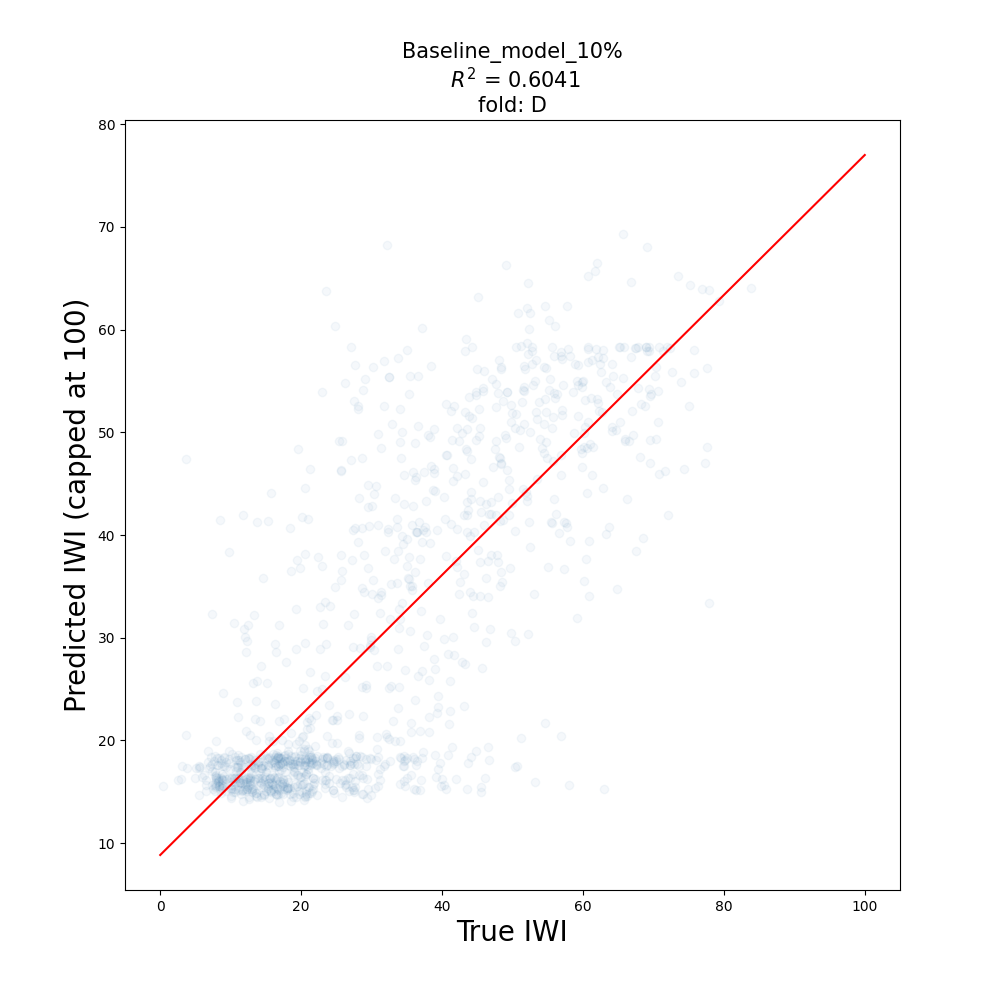 Baseline_model_10%
R² = 0.6041
fold: D
80
70
60
50
40
30
20
10
Predicted IWI (capped at 100)
0 20 40 60 80 100
True IWI